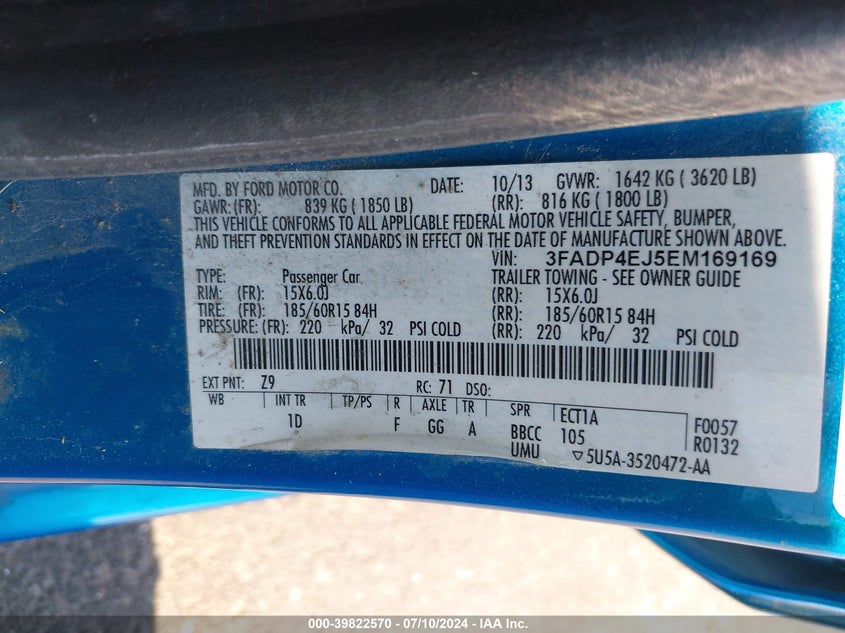 MFD. BY FORD MOTOR CO. DATE: 10/13 GVWR: 1642 KG ( 3620 LB)
GAWR:(FR): 839 KG ( 1850 LB) (RR): 816 KG ( 1800 LB)
THIS VEHICLE CONFORMS TO ALL APPLICABLE FEDERAL MOTOR VEHICLE SAFETY, BUMPER,
AND THEFT PREVENTION STANDARDS IN EFFECT ON THE DATE OF MANUFACTURE SHOWN ABOVE.
VIN: 3FADP4EJ5EM169169
TYPE: Passenger Car TRAILER TOWING - SEE OWNER GUIDE
RIM: (FR): 15X6.0J (RR): 15X6.0J
TIRE: (FR): 185/60R15 84H (RR): 185/60R15 84H
PRESSURE: (FR): 220 kPa/ 32 PSI COLD (RR): 220 kPa/ 32 PSI COLD
EXT PNT: Z9 RC: 71 DSO:
WB INT TR TP/PS R AXLE TR SPR ECT1A F0057
1D F GG A BBCC 105 R0132
UMU ▽5U5A-3520472-AA
000-39822570 - 07/10/2024 - IAA Inc.